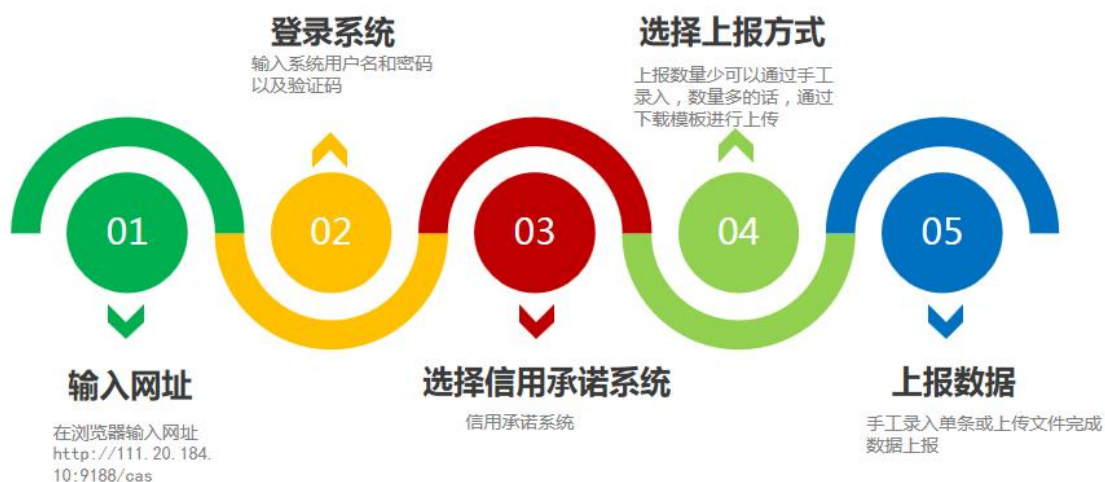 01
输入网址
在浏览器输入网址
http://111.20.184.
10:9188/cas
登录系统
输入系统用户名和密码
以及验证码
02
03
选择信用承诺系统
信用承诺系统
选择上报方式
上报数量少可以通过手工
录入，数量多的话，通过
下载模板进行上传
04
05
上报数据
手工录入单条或上传文件完成
数据上报